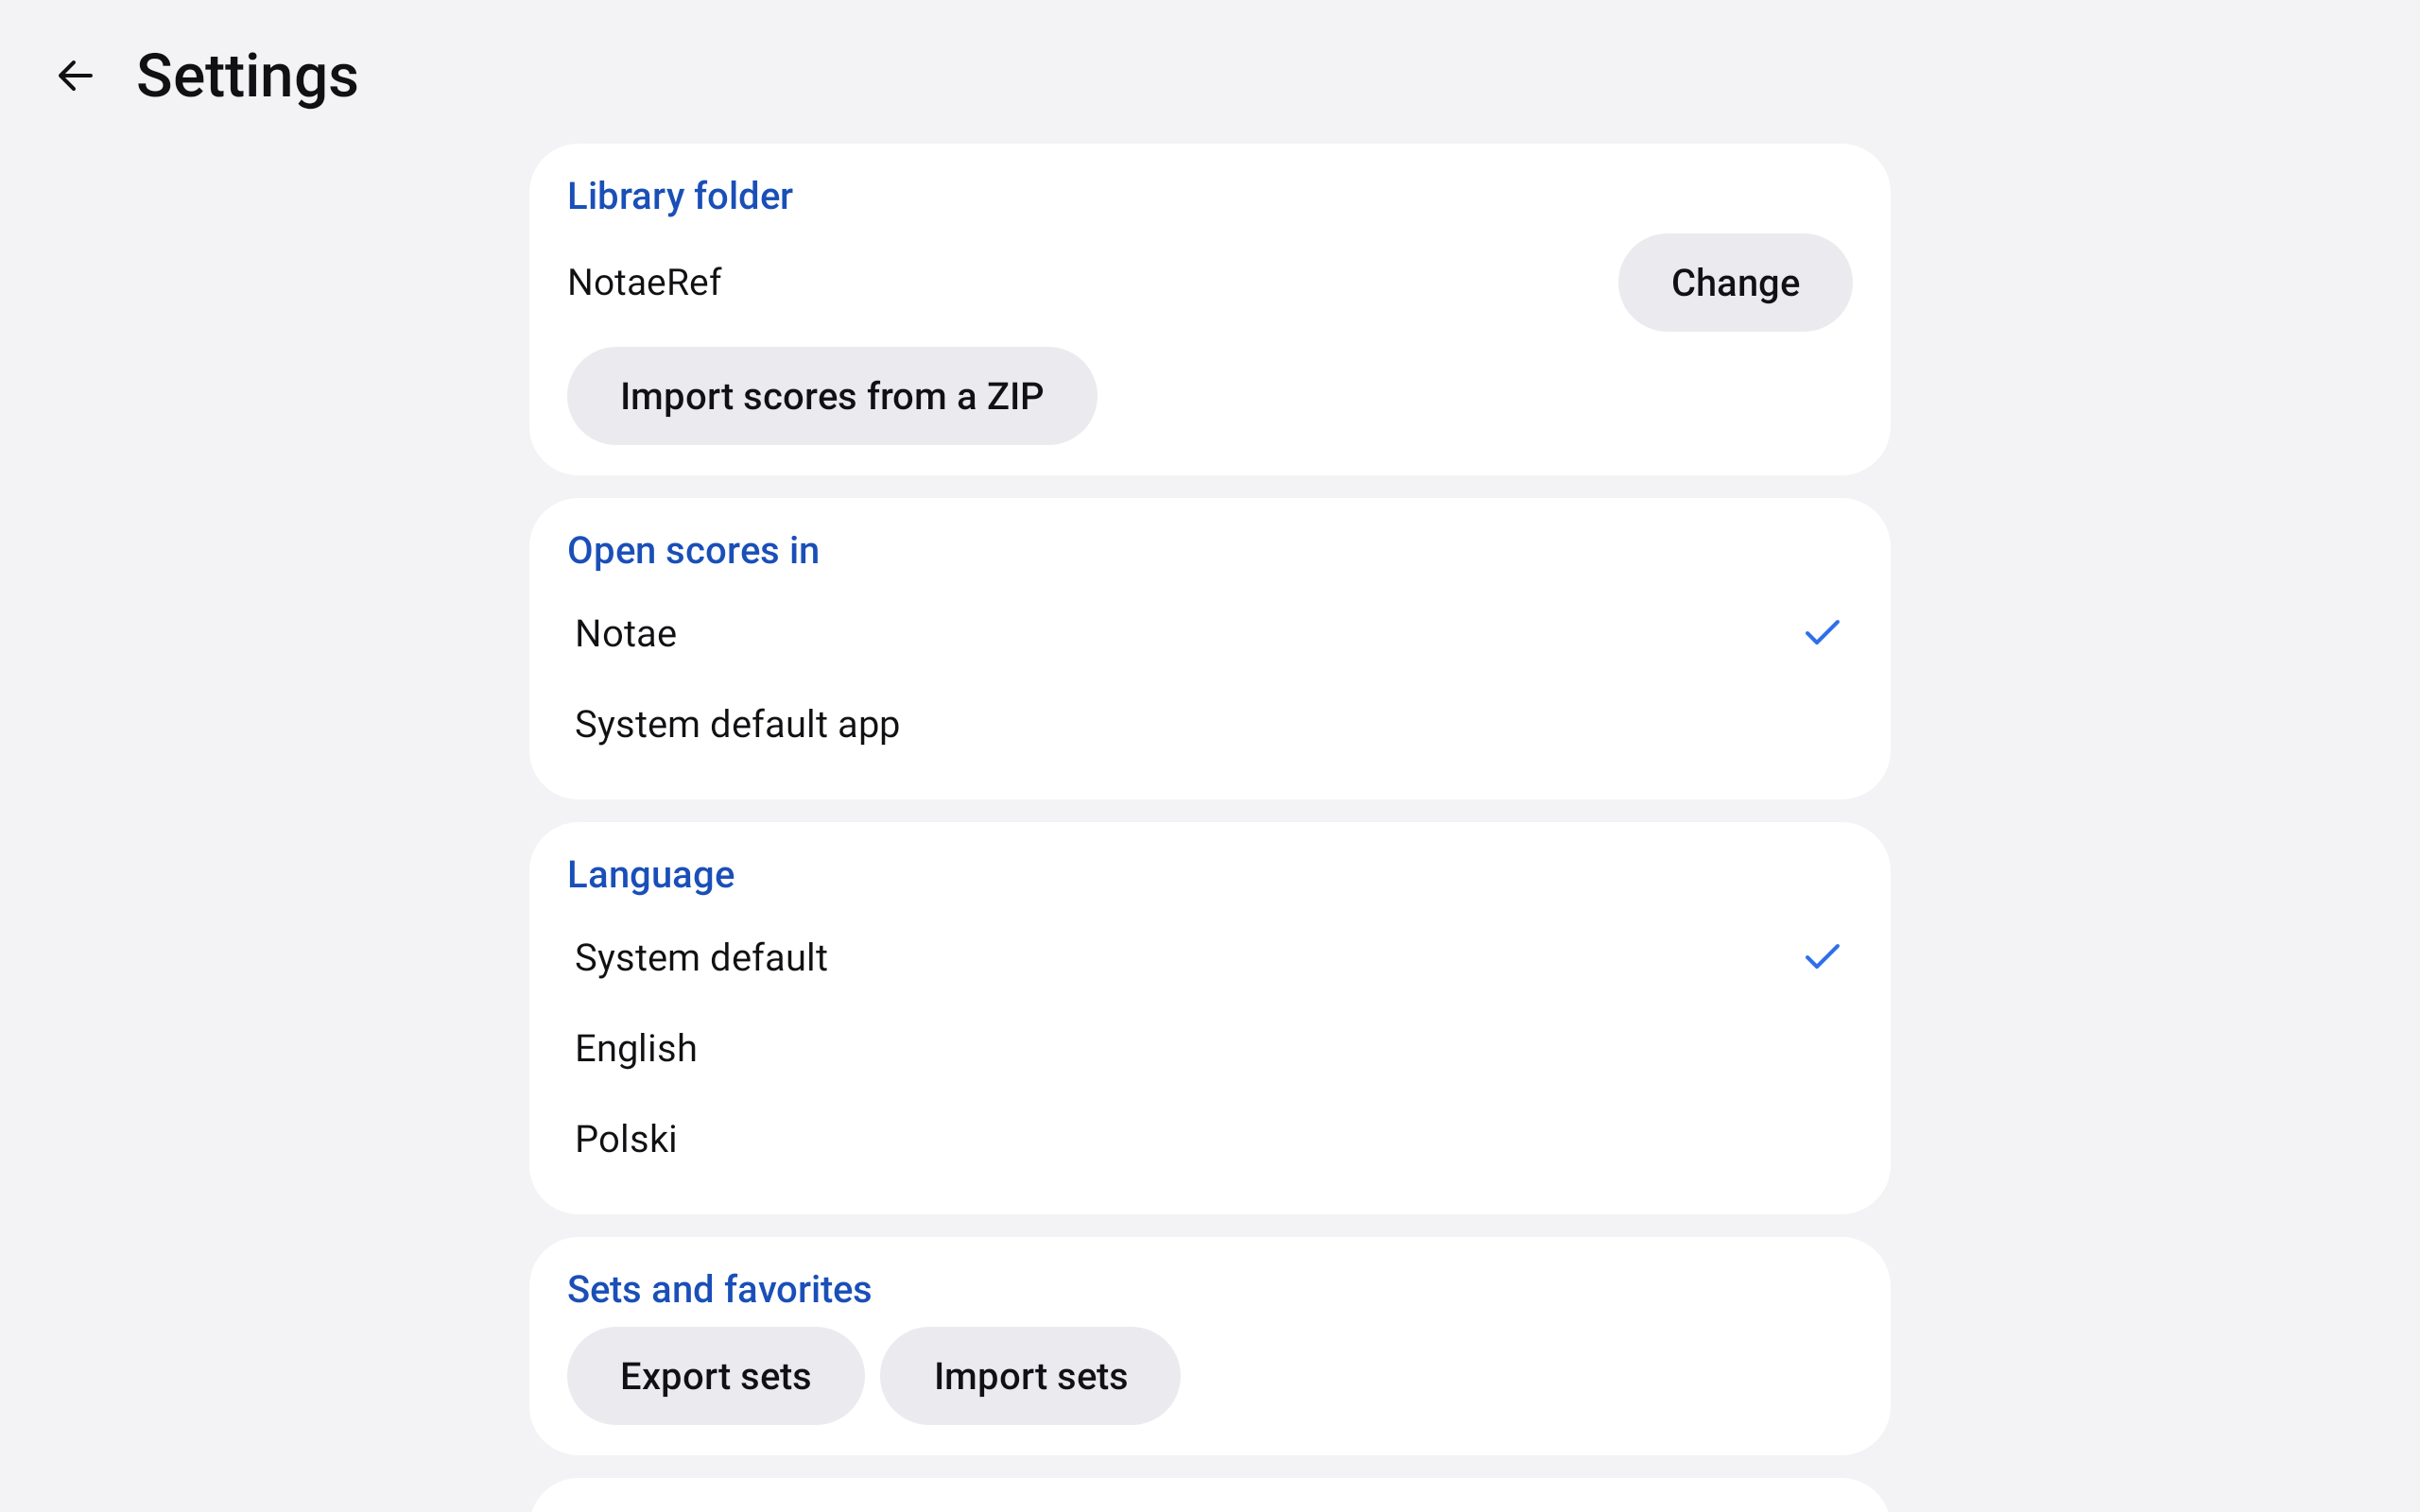 Settings
Library folder
NotaeRef
Change
Import scores from a ZIP
Open scores in
Notae
System default app
Language
System default
English
Polski
Sets and favorites
Export sets
Import sets